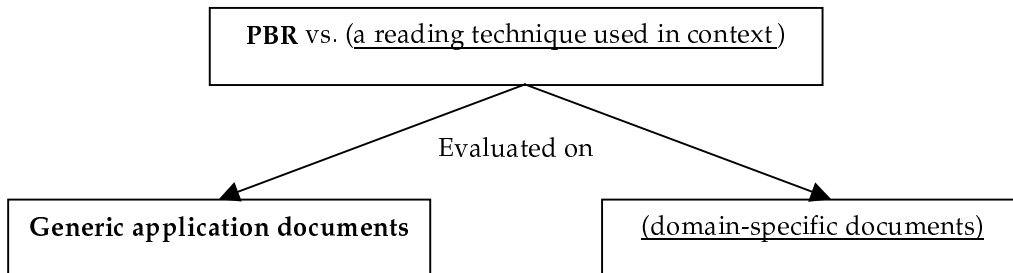 PBR vs. (a reading technique used in context )
Evaluated on
Generic application documents
(domain-specific documents)